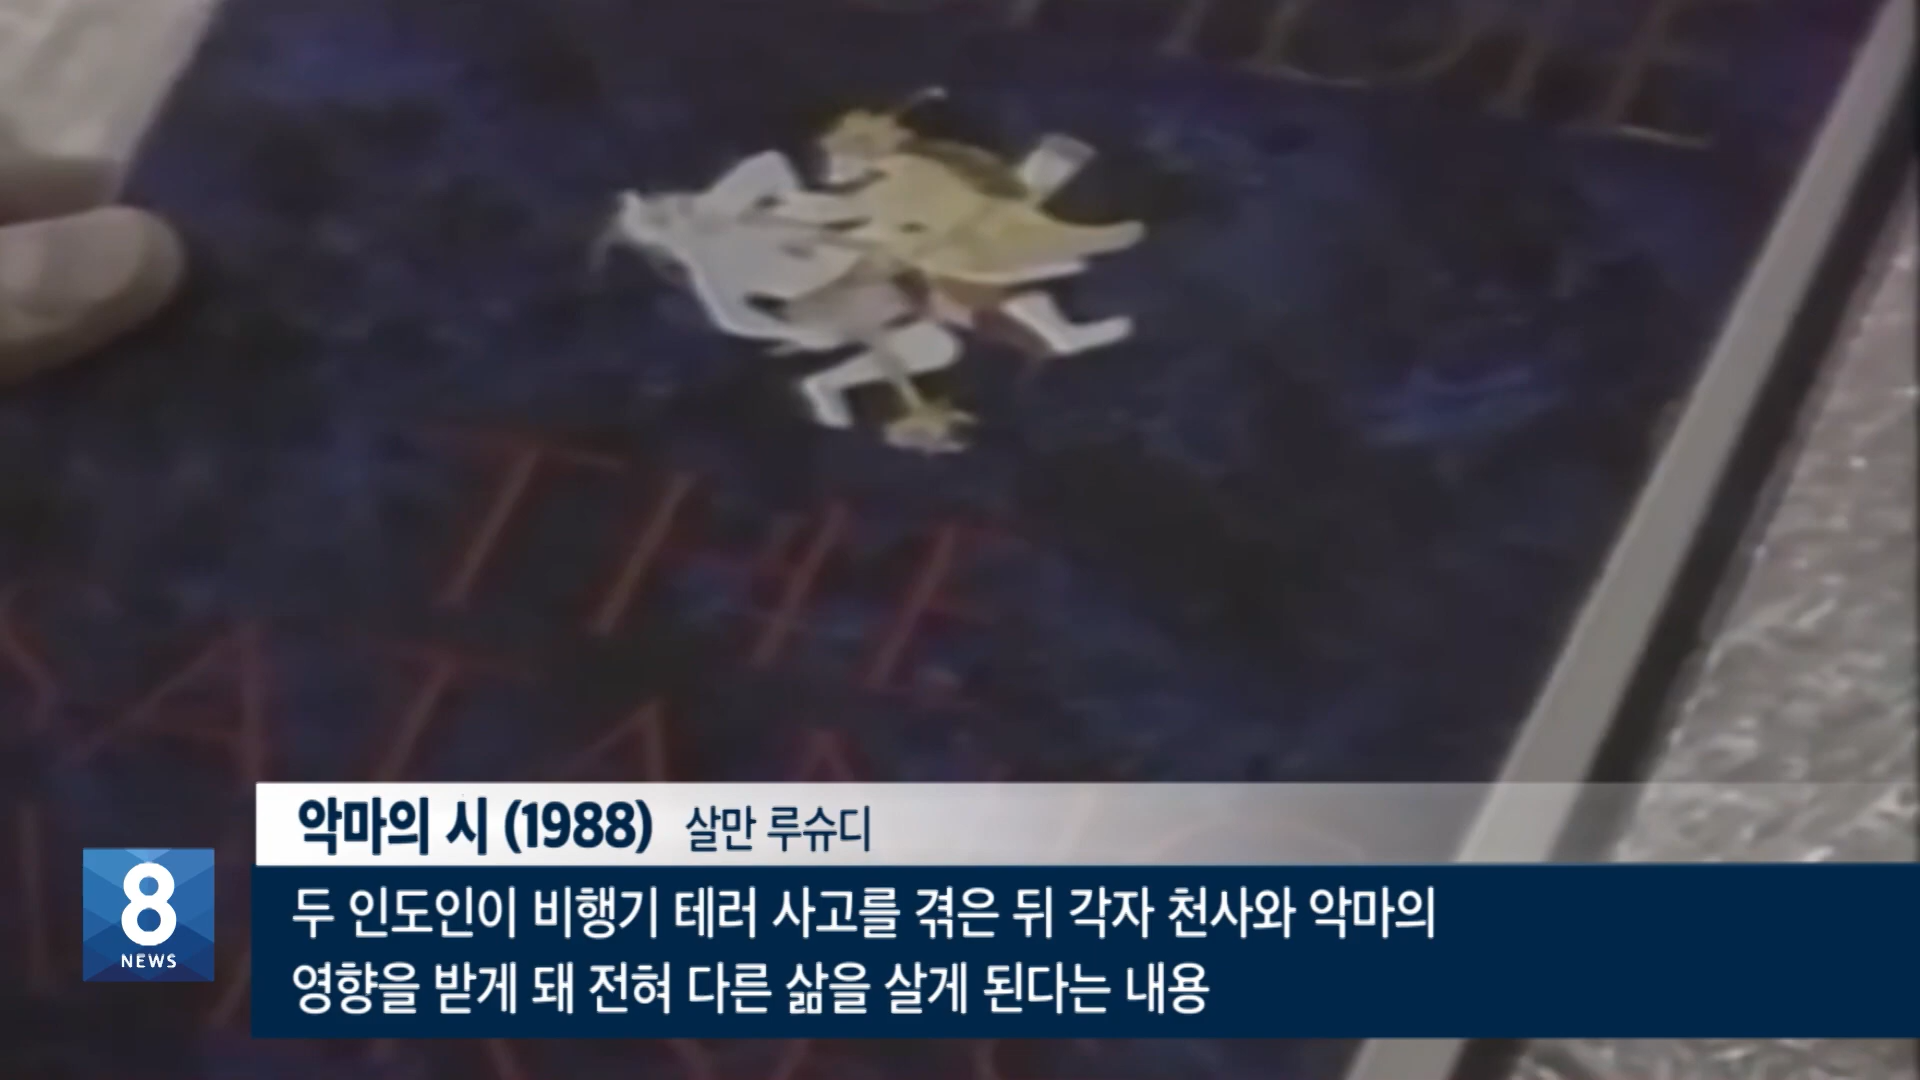 THE
악마의 시 (1988) 살만 루슈디
두 인도인이 비행기 테러 사고를 겪은 뒤 각자 천사와 악마의
영향을 받게 돼 전혀 다른 삶을 살게 된다는 내용
8
NEWS